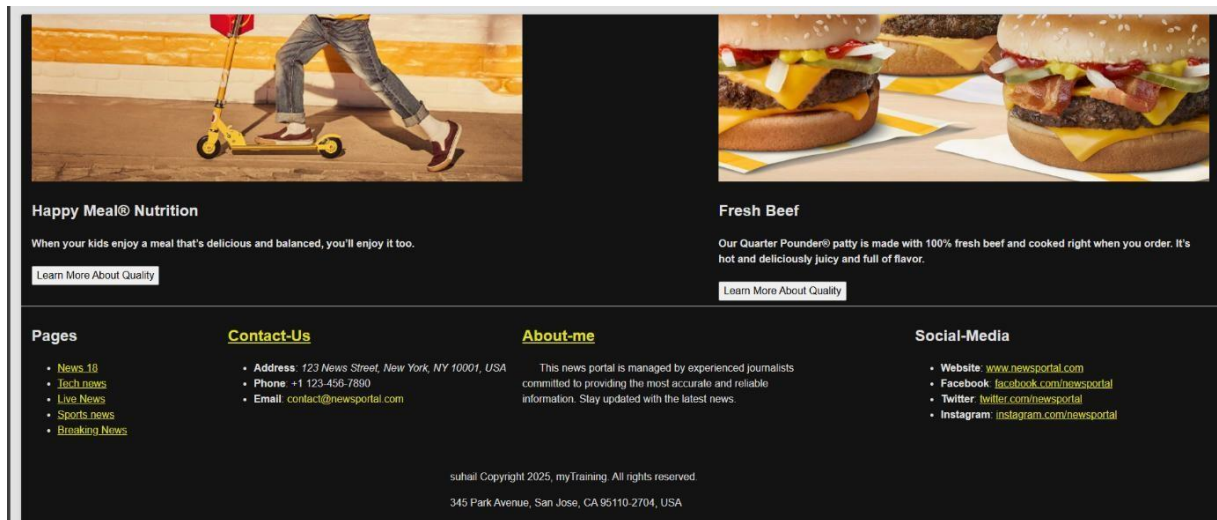 Happy Meal® Nutrition
When your kids enjoy a meal that's delicious and balanced, you'll enjoy it too.
Learn More About Quality
Fresh Beef
Our Quarter Pounder® patty is made with 100% fresh beef and cooked right when you order. It's
hot and deliciously juicy and full of flavor.
Learn More About Quality
Pages
• News 18
• Tech news
• Live News
• Sports news
• Breaking News
Contact-Us
• Address: 123 News Street, New York, NY 10001, USA
• Phone: +1 123-456-7890
• Email: contact@newsportal.com
About-me
This news portal is managed by experienced journalists
committed to providing the most accurate and reliable
information. Stay updated with the latest news.
Social-Media
• Website: www.newsportal.com
• Facebook: facebook.com/newsportal
• Twitter: twitter.com/newsportal
• Instagram: instagram.com/newsportal
suhail Copyright 2025, myTraining. All rights reserved.
345 Park Avenue, San Jose, CA 95110-2704, USA